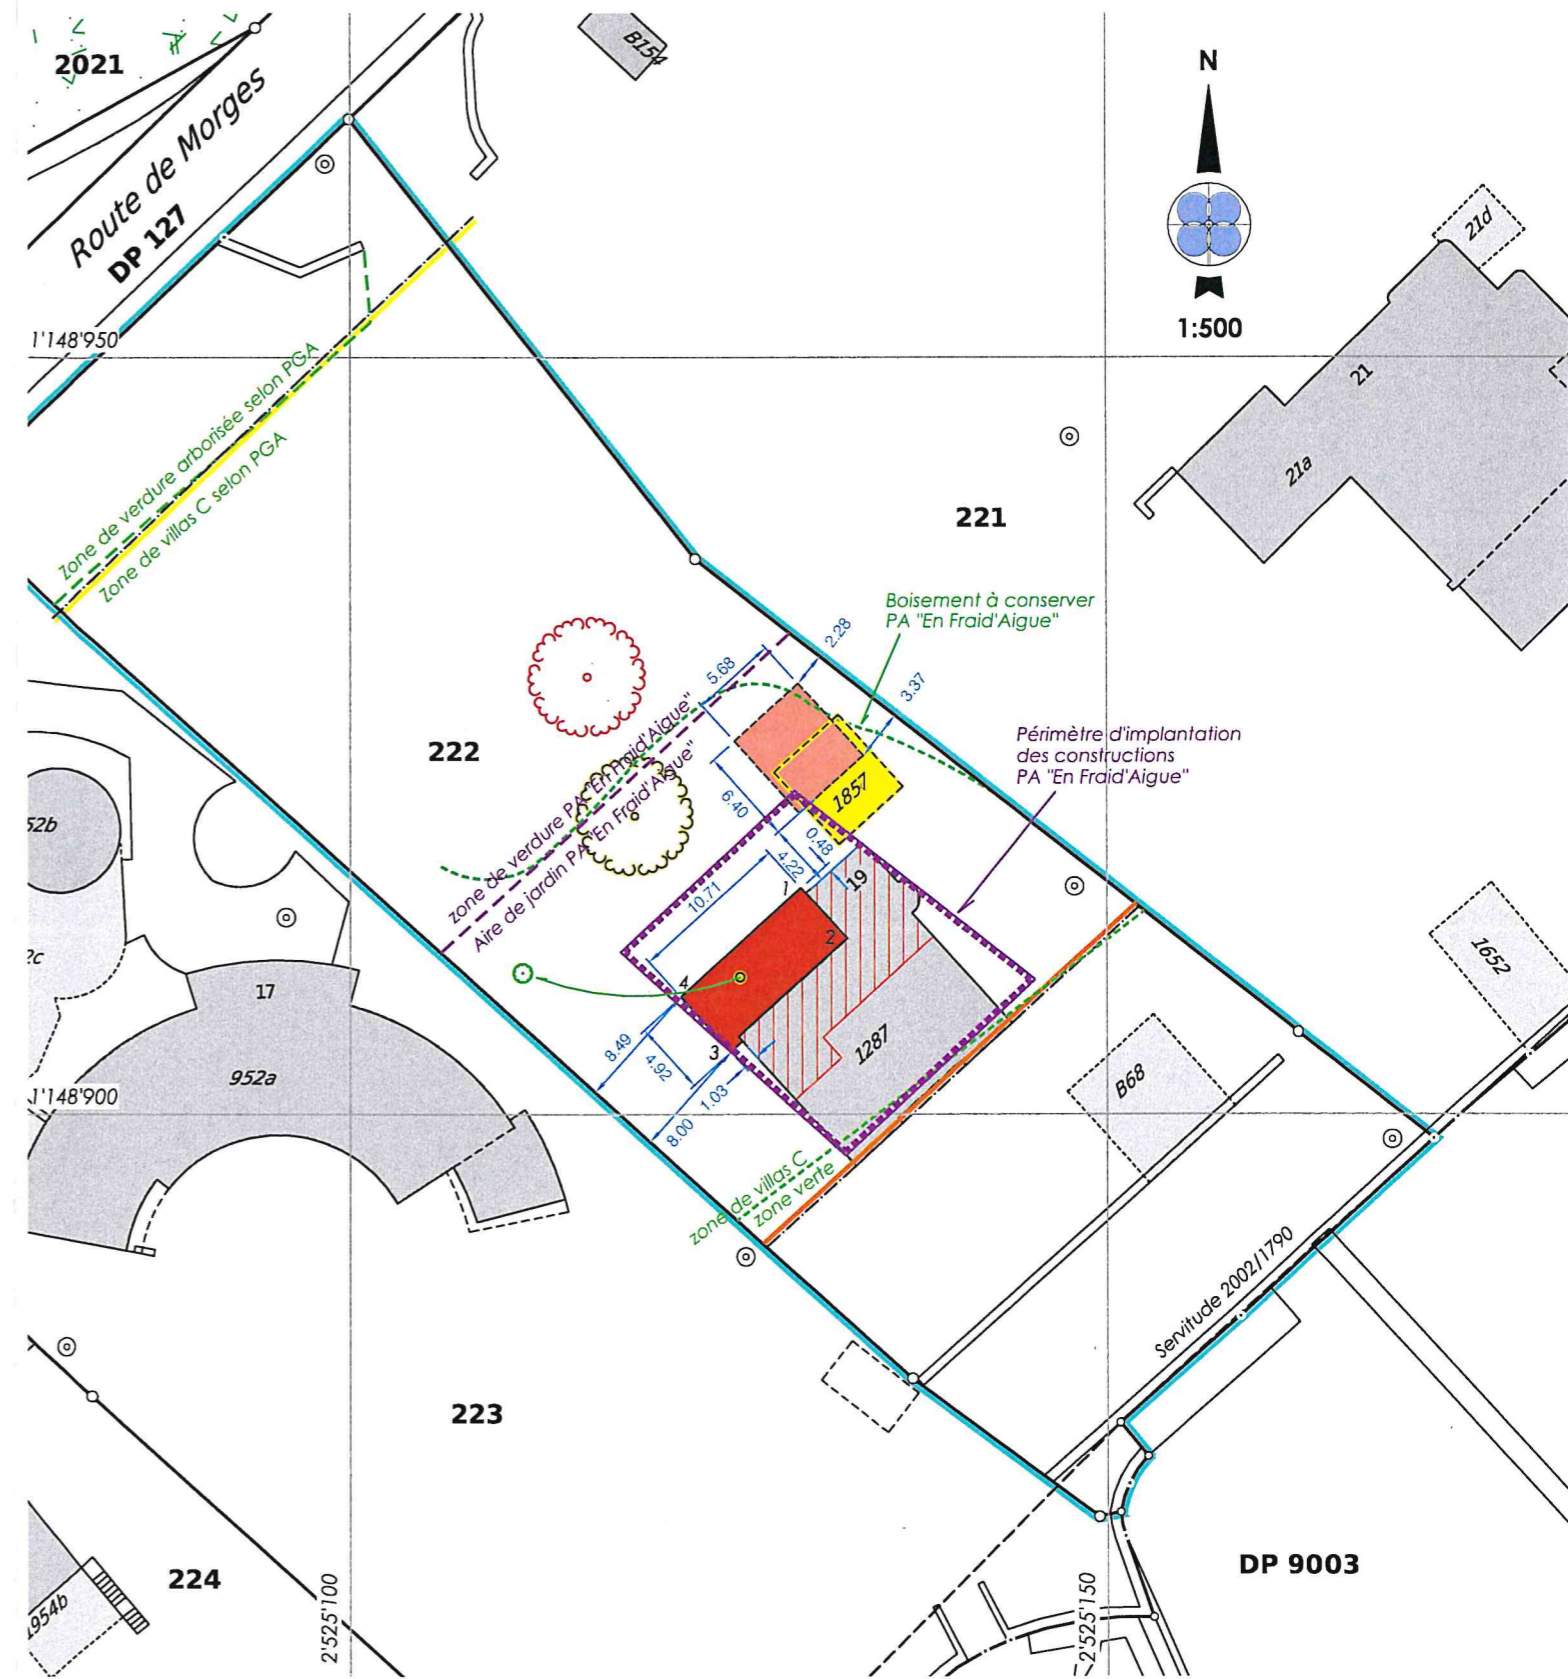 2021
B154
N
Route de Morges
DP 127
21d
1:500
1'148'950
21
zone de verdure arborisée selon PGA
Zone de villas C selon PGA
21a
221
Boisement à conserver
PA "En Fraid'Aigue"
2.28
5.68
3.37
222
Périmètre d'implantation
des constructions
PA "En Fraid'Aigue"
zone de verdure PA "En Fraid'Aigue"
Aire de jardin PA "En Fraid'Aigue"
1857
6.40
0.48
4.22
52b
1
19
10.71
2
2c
4
1652
17
3
1287
8.49
4.92
1.03
8.00
952a
B68
1'148'900
zone de villas C
zone verte
Servitude 2002/1790
223
224
954b
2'525'100
2'525'150
DP 9003